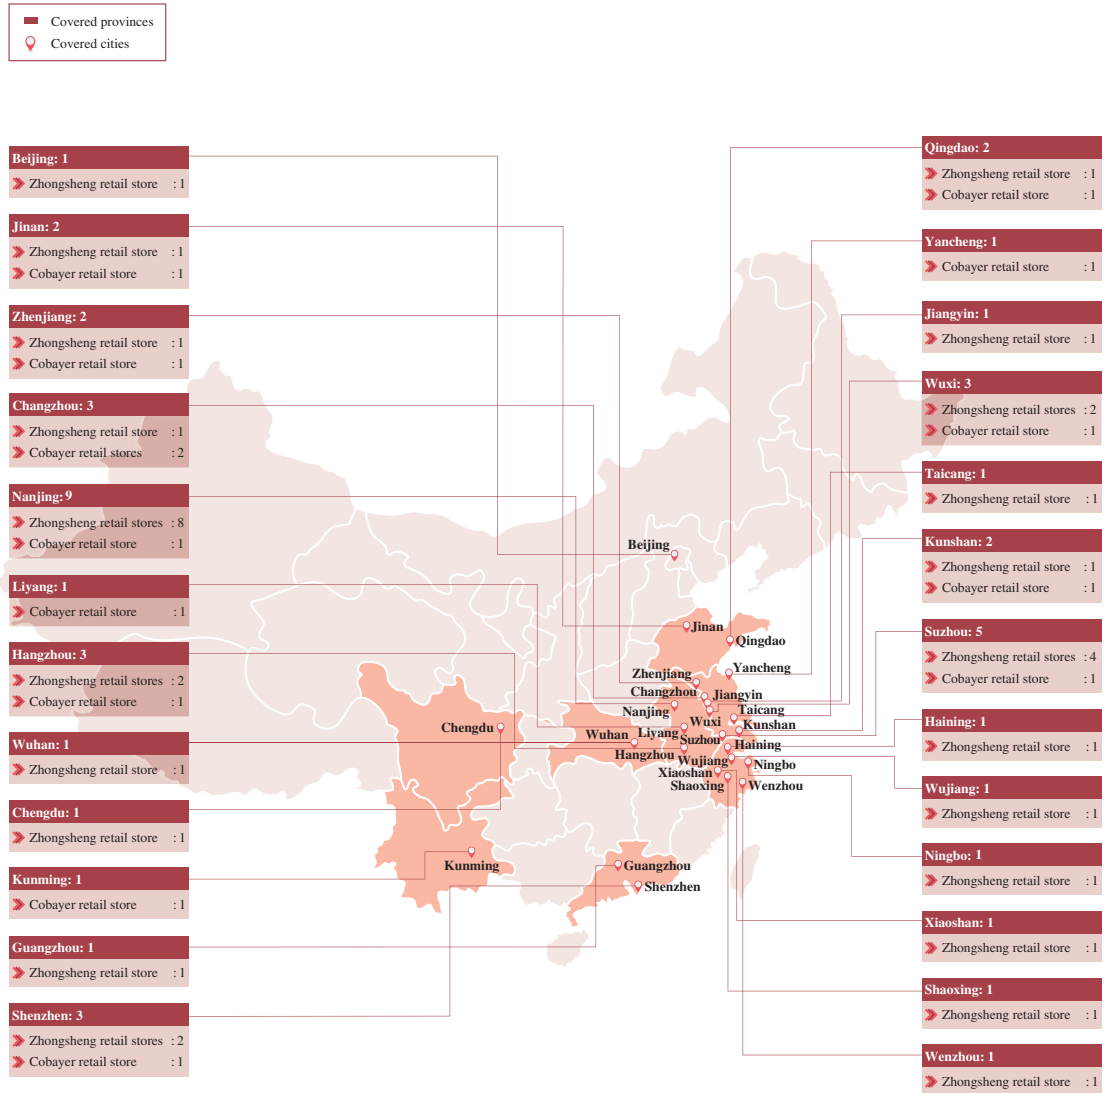 Covered provinces
Covered cities
Beijing: 1
Zhongsheng retail store : 1
Jinan: 2
Zhongsheng retail store : 1
Cobayer retail store : 1
Zhenjiang: 2
Zhongsheng retail store : 1
Cobayer retail store : 1
Changzhou: 3
Zhongsheng retail store : 1
Cobayer retail stores : 2
Nanjing: 9
Zhongsheng retail stores : 8
Cobayer retail store : 1
Liyang: 1
Cobayer retail store : 1
Hangzhou: 3
Zhongsheng retail stores : 2
Cobayer retail store : 1
Wuhan: 1
Zhongsheng retail store : 1
Chengdu: 1
Zhongsheng retail store : 1
Kunming: 1
Cobayer retail store : 1
Guangzhou: 1
Zhongsheng retail store : 1
Shenzhen: 3
Zhongsheng retail stores : 2
Cobayer retail store : 1
Beijing
Jinan
Qingdao
Yancheng
Zhenjiang
Changzhou
Jiangyin
Nanjing
Taicang
Wuxi
Kunshan
Chengdu
Liyang
Wuhan
Suzhou
Haining
Hangzhou
Wujiang
Ningbo
Xiaoshan
Shaoxing
Wenzhou
Kunming
Guangzhou
Shenzhen
Qingdao: 2
Zhongsheng retail store : 1
Cobayer retail store : 1
Yancheng: 1
Cobayer retail store : 1
Jiangyin: 1
Zhongsheng retail store : 1
Wuxi: 3
Zhongsheng retail stores : 2
Cobayer retail store : 1
Taicang: 1
Zhongsheng retail store : 1
Kunshan: 2
Zhongsheng retail store : 1
Cobayer retail store : 1
Suzhou: 5
Zhongsheng retail stores : 4
Cobayer retail store : 1
Haining: 1
Zhongsheng retail store : 1
Wujiang: 1
Zhongsheng retail store : 1
Ningbo: 1
Zhongsheng retail store : 1
Xiaoshan: 1
Zhongsheng retail store : 1
Shaoxing: 1
Zhongsheng retail store : 1
Wenzhou: 1
Zhongsheng retail store : 1